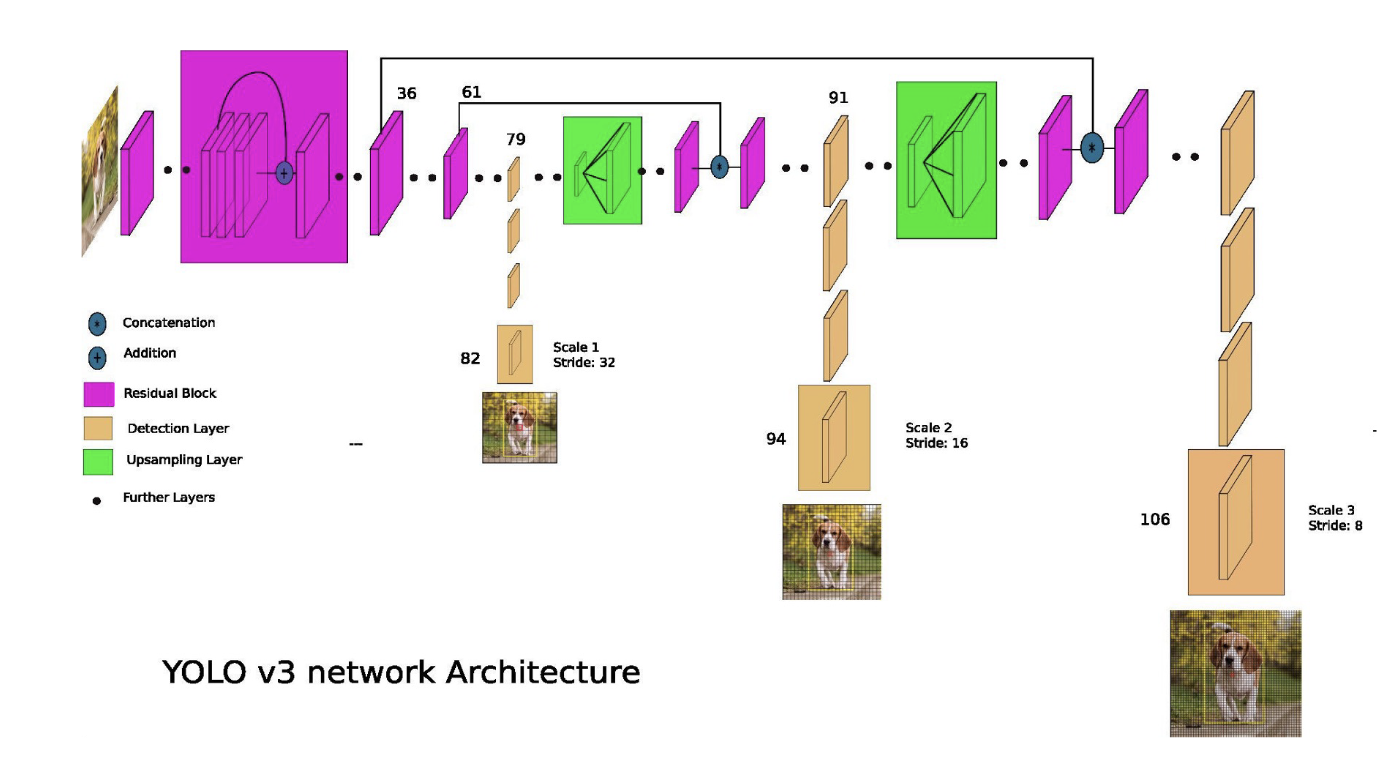 36
61
79
91
+
*
*
* Concatenation
+ Addition
Residual Block
Detection Layer
Upsampling Layer
Further Layers
82
Scale 1
Stride: 32
94
Scale 2
Stride: 16
106
Scale 3
Stride: 8
YOLO v3 network Architecture